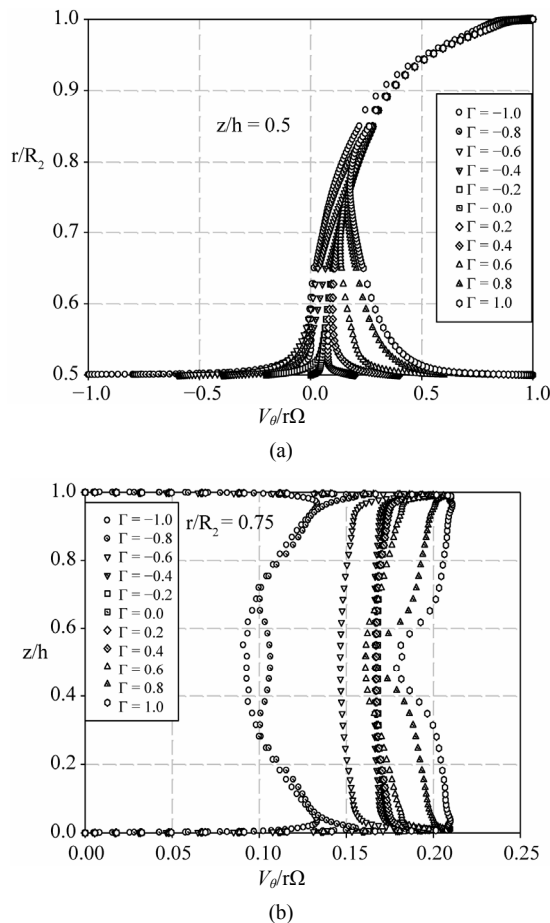 1.0
0.9
0.8
0.7
0.6
0.5
r/R2
z/h = 0.5
Γ = −1.0
Γ = −0.8
Γ = −0.6
Γ = −0.4
Γ = −0.2
Γ − 0.0
Γ = 0.2
Γ = 0.4
Γ = 0.6
Γ = 0.8
Γ = 1.0
−1.0 −0.5 0.0 0.5 1.0
Vθ/rΩ
(a)
1.0
0.8
0.6
0.4
0.2
0.0
z/h
r/R2 = 0.75
Γ = −1.0
Γ = −0.8
Γ = −0.6
Γ = −0.4
Γ = −0.2
Γ = 0.0
Γ = 0.2
Γ = 0.4
Γ = 0.6
Γ = 0.8
Γ = 1.0
0.00 0.05 0.10 0.15 0.20 0.25
Vθ/rΩ
(b)